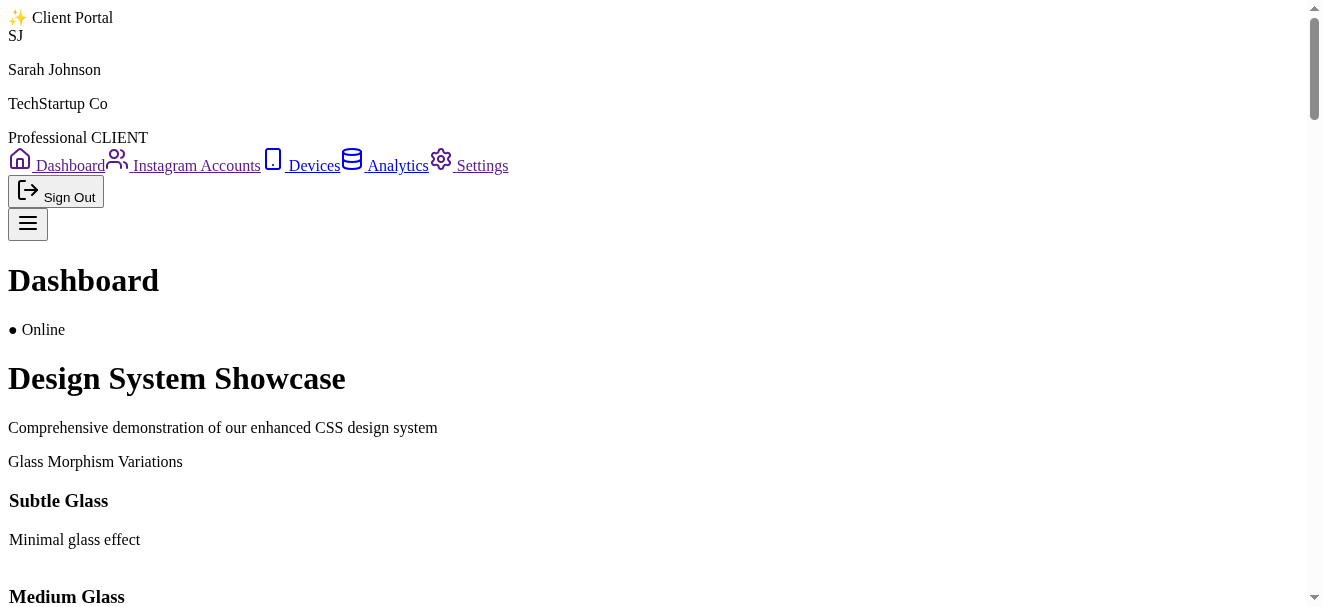 ✨ Client Portal
SJ
Sarah Johnson
TechStartup Co
Professional CLIENT
Dashboard Instagram Accounts Devices Analytics Settings
Sign Out
Dashboard
● Online
Design System Showcase
Comprehensive demonstration of our enhanced CSS design system
Glass Morphism Variations
Subtle Glass
Minimal glass effect
Medium Glass